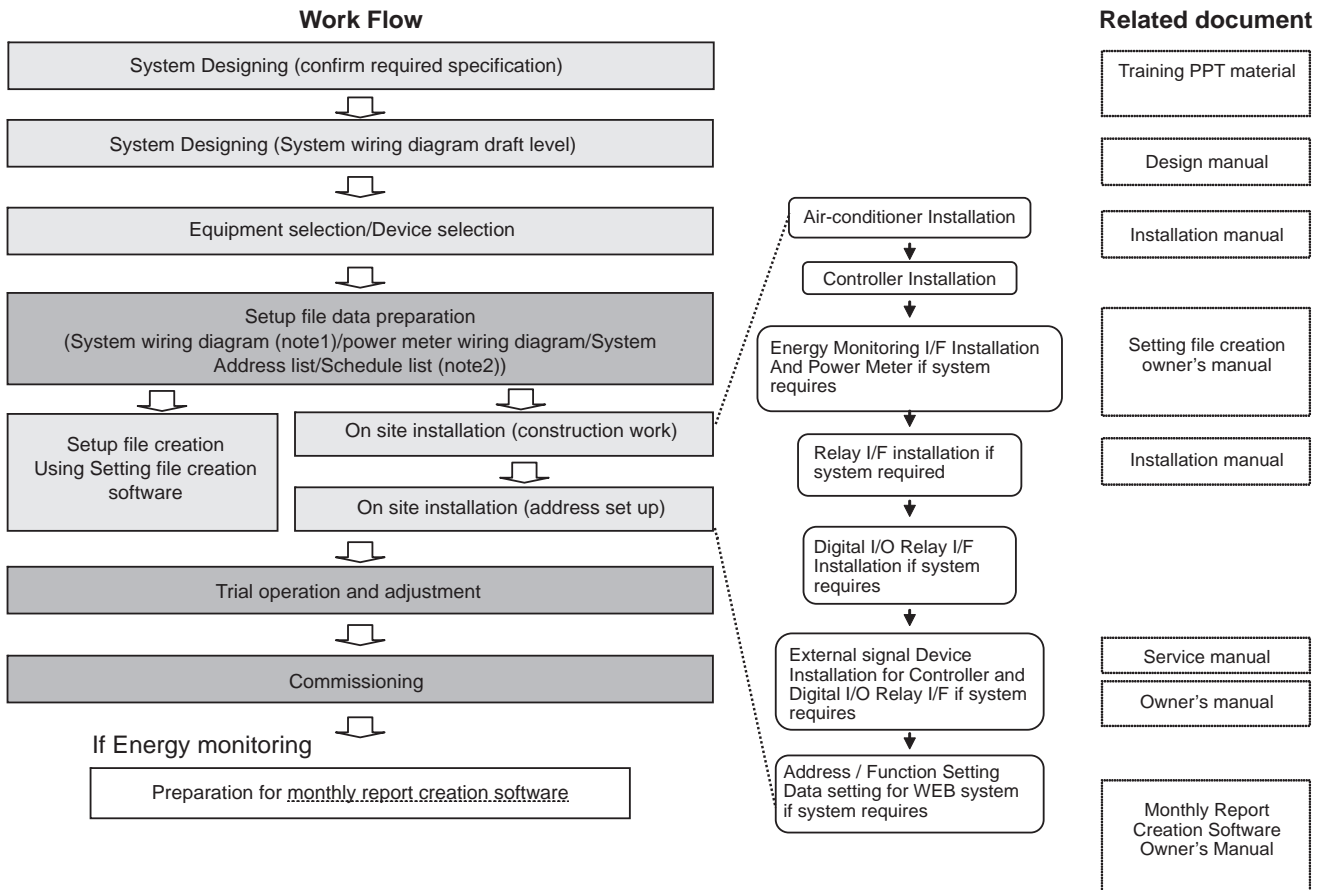 Work Flow
System Designing (confirm required specification)
System Designing (System wiring diagram draft level)
Equipment selection/Device selection
Setup file data preparation
(System wiring diagram (note1)/power meter wiring diagram/System
Address list/Schedule list (note2))
Setup file creation
Using Setting file creation
software
On site installation (construction work)
On site installation (address set up)
Trial operation and adjustment
Commissioning
If Energy monitoring
Preparation for monthly report creation software
Air-conditioner Installation
Controller Installation
Energy Monitoring I/F Installation
And Power Meter if system
requires
Relay I/F installation if
system required
Digital I/O Relay I/F
Installation if system
requires
External signal Device
Installation for Controller and
Digital I/O Relay I/F if system
requires
Address / Function Setting
Data setting for WEB system
if system requires
Related document
Training PPT material
Design manual
Installation manual
Setting file creation
owner's manual
Installation manual
Service manual
Owner's manual
Monthly Report
Creation Software
Owner's Manual